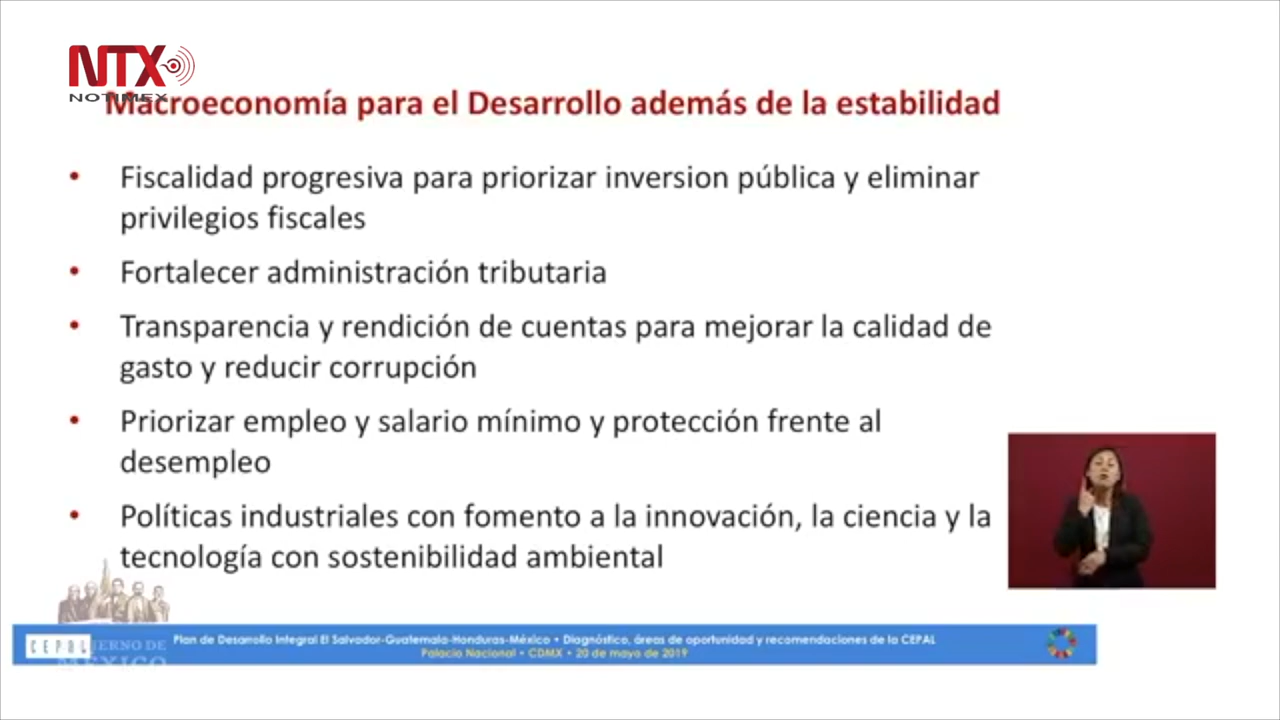 NTX
NOTIMEX
Macroeconomía para el Desarrollo además de la estabilidad
• Fiscalidad progresiva para priorizar inversion pública y eliminar
privilegios fiscales
• Fortalecer administración tributaria
• Transparencia y rendición de cuentas para mejorar la calidad de
gasto y reducir corrupción
• Priorizar empleo y salario mínimo y protección frente al
desempleo
• Políticas industriales con fomento a la innovación, la ciencia y la
tecnología con sostenibilidad ambiental
CEPAL
Plan de Desarrollo Integral El Salvador-Guatemala-Honduras-México • Diagnóstico, áreas de oportunidad y recomendaciones de la CEPAL
Palacio Nacional • CDMX • 20 de mayo de 2019
DE
MÉXICO